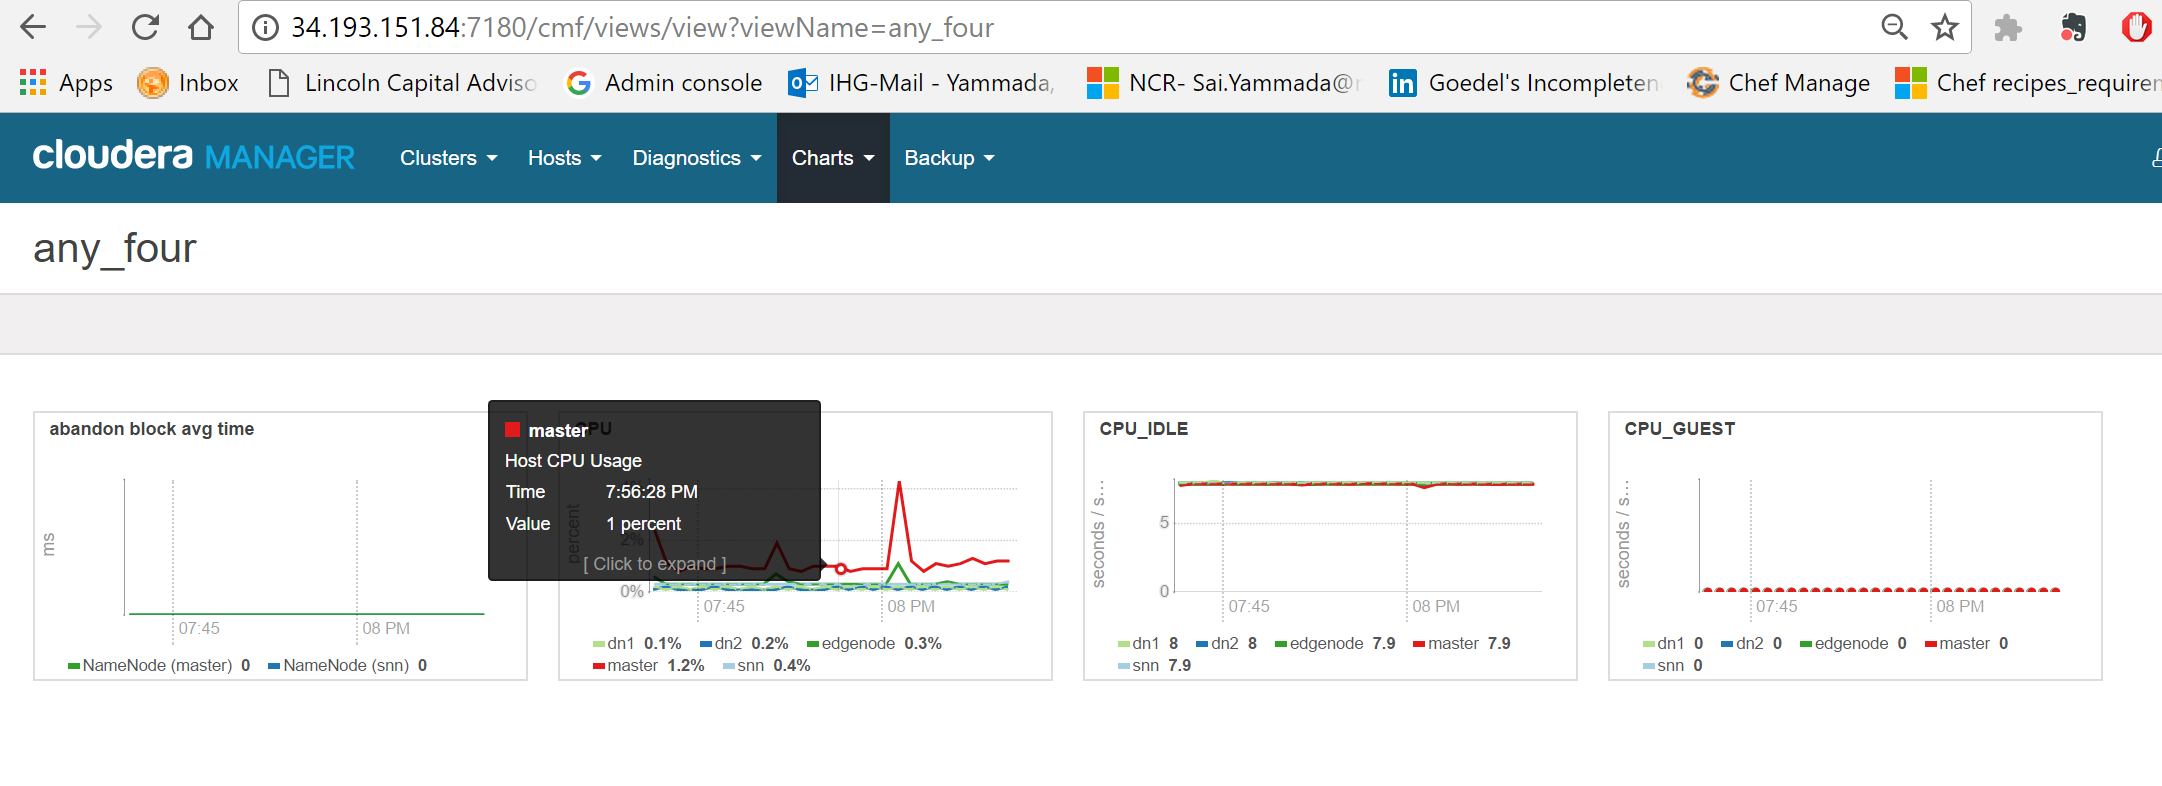 34.193.151.84:7180/cmf/views/view?viewName=any_four
Apps Inbox Lincoln Capital Adviso Admin console IHG-Mail - Yammada, NCR- Sai.Yammada@ Goedel's Incompleten Chef Manage Chef recipes_requirem
cloudera MANAGER Clusters Hosts Diagnostics Charts Backup
any_four
abandon block avg time
ms
07:45 08 PM
NameNode (master) 0 NameNode (snn) 0
master
Host CPU Usage
Time 7:56:28 PM
Value 1 percent
[ Click to expand ]
CPU
percent
2%
0%
07:45 08 PM
dn1 0.1% dn2 0.2% edgenode 0.3%
master 1.2% snn 0.4%
CPU_IDLE
seconds / s...
5
0
07:45 08 PM
dn1 8 dn2 8 edgenode 7.9 master 7.9
snn 7.9
CPU_GUEST
seconds / s...
0
07:45 08 PM
dn1 0 dn2 0 edgenode 0 master 0
snn 0